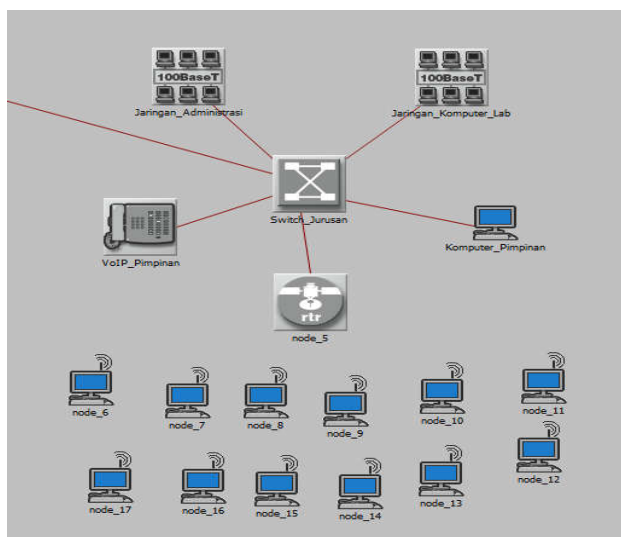 100BaseT
100BaseT
Jaringan_Administrasi
Jaringan_Komputer_Lab
Switch_Jurusan
VoIP_Pimpinan
Komputer_Pimpinan
rtr
node_5
node_6
node_7
node_8
node_9
node_10
node_11
node_17
node_16
node_15
node_14
node_13
node_12